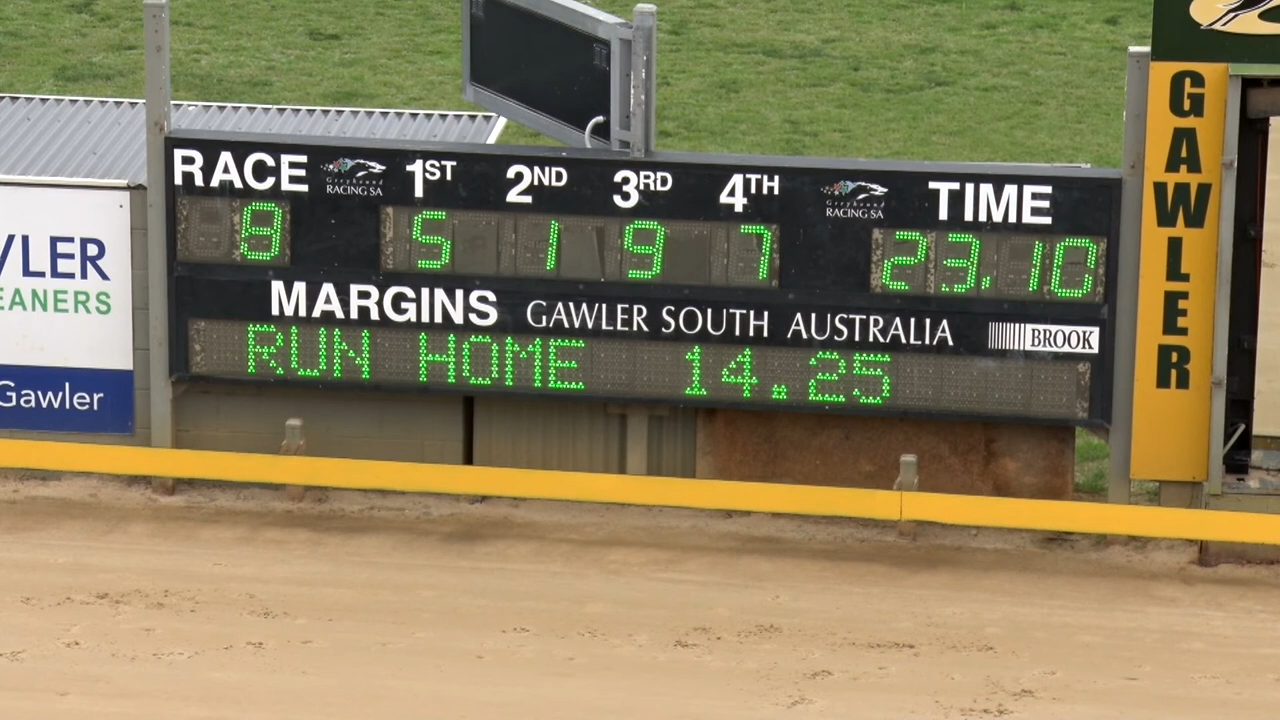 RACE 1ST 2ND 3RD 4TH TIME
Greyhound RACING SA
Greyhound RACING SA
8 5 1 9 7 23.10
MARGINS GAWLER SOUTH AUSTRALIA BROOK
RUN HOME 14.25
GAWLER
WLER
EANERS
Gawler